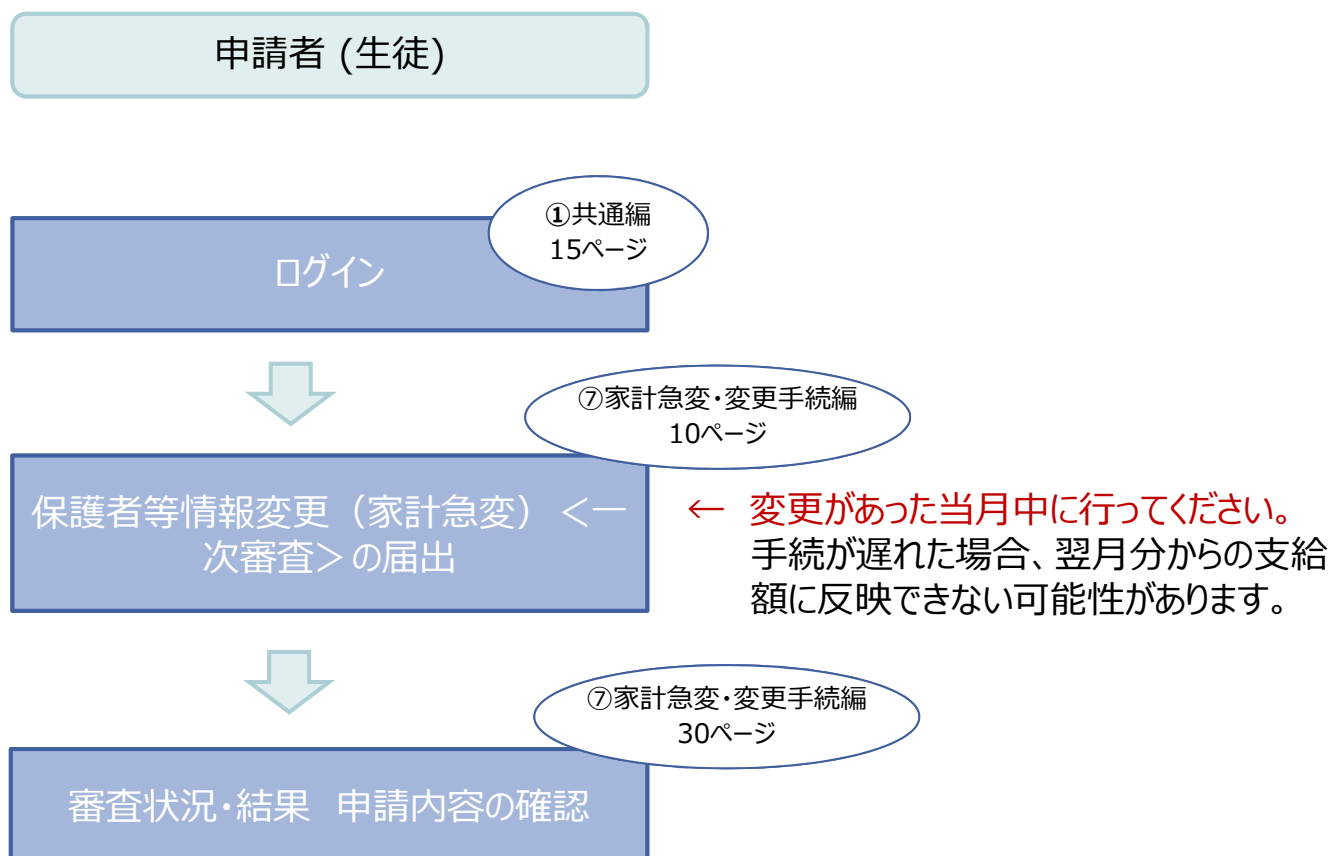 申請者 (生徒)
①共通編
15ページ
ログイン
⑦家計急変・変更手続編
10ページ
保護者等情報変更（家計急変）＜一
次審査＞の届出
← 変更があった当月中に行ってください。
手続が遅れた場合、翌月分からの支給
額に反映できない可能性があります。
⑦家計急変・変更手続編
30ページ
審査状況・結果　申請内容の確認